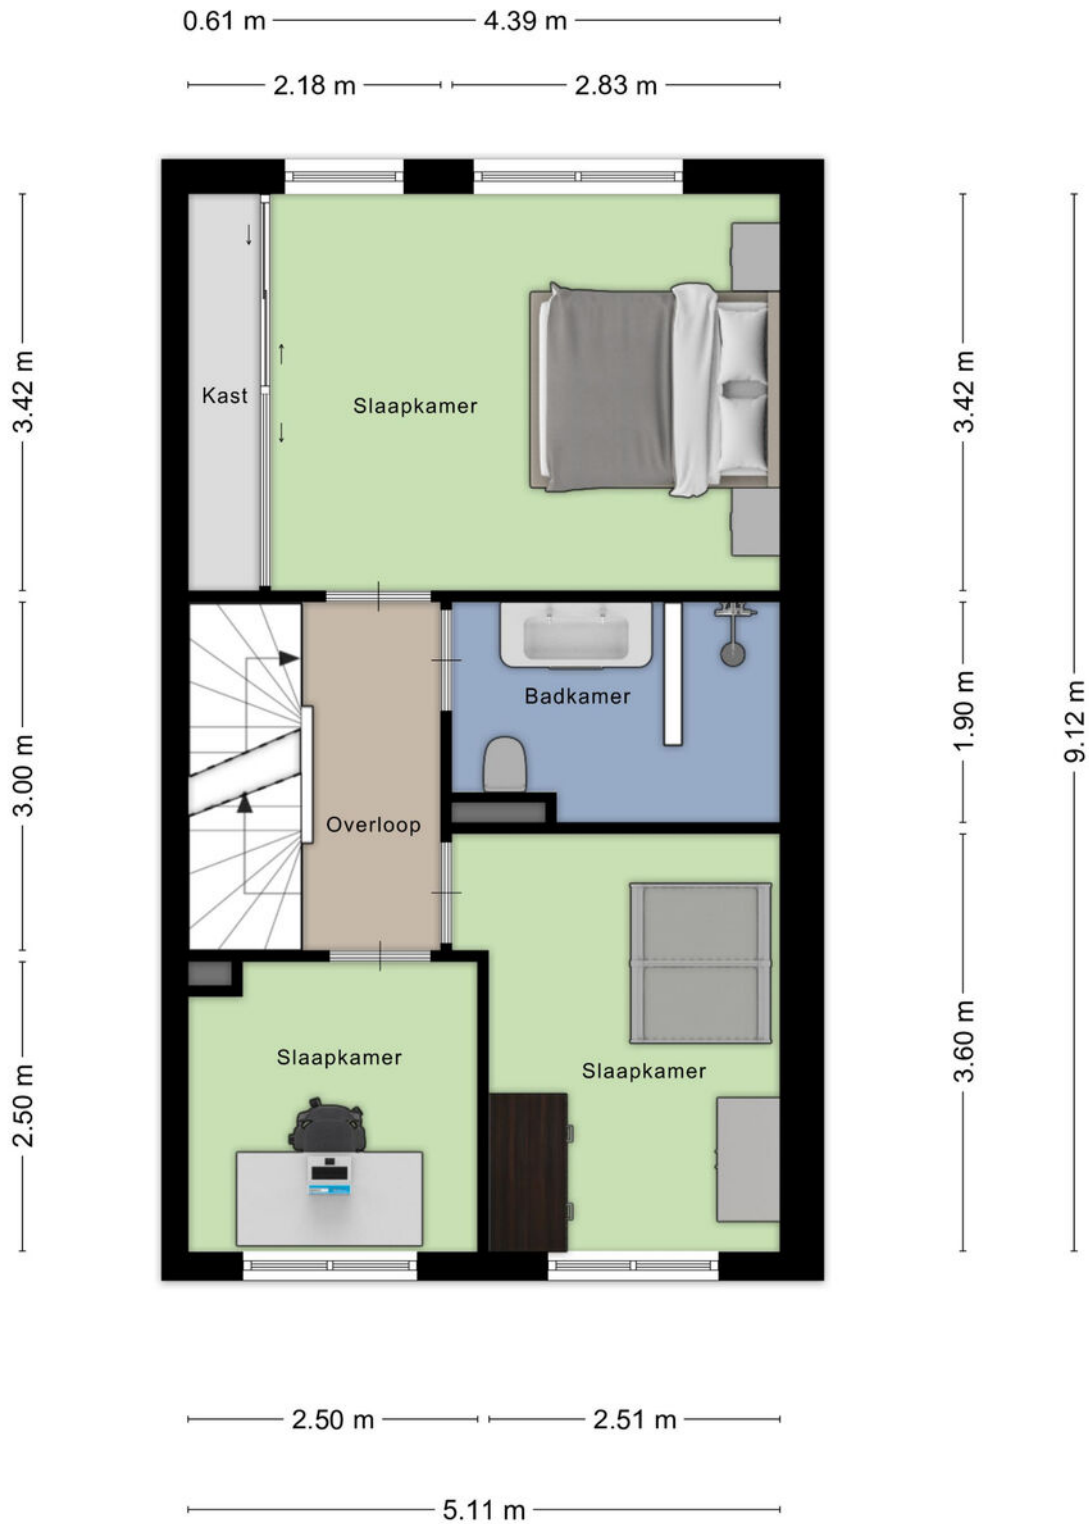 0.61 m
4.39 m
2.18 m
2.83 m
3.42 m
3.42 m
Kast
Slaapkamer
Badkamer
1.90 m
9.12 m
3.00 m
Overloop
Slaapkamer
Slaapkamer
3.60 m
2.50 m
2.50 m
2.51 m
5.11 m